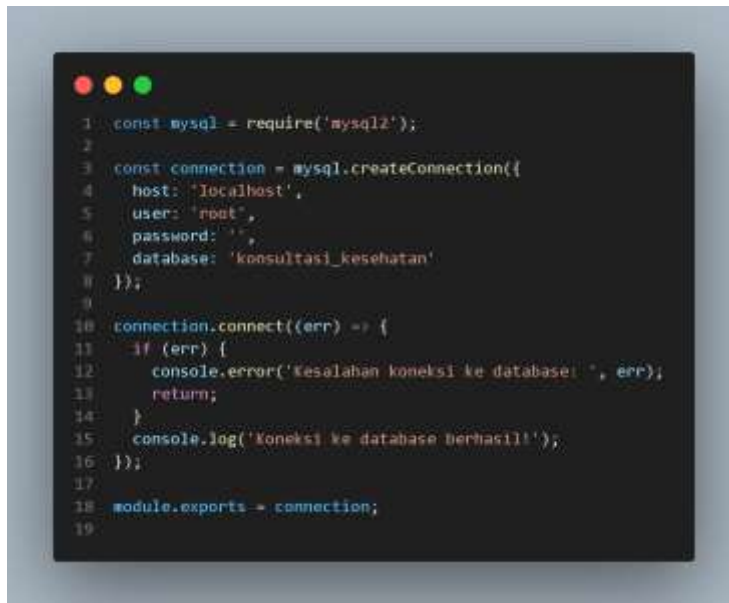 1 const mysql = require('mysql2');
2
3 const connection = mysql.createConnection({
4 host: 'localhost',
5 user: 'root',
6 password: '',
7 database: 'konsultasi_kesehatan'
8 });
9
10 connection.connect((err) => {
11 if (err) {
12 console.error('Kesalahan koneksi ke database: ', err);
13 return;
14 }
15 console.log('Koneksi ke database berhasil!');
16 });
17
18 module.exports = connection;
19